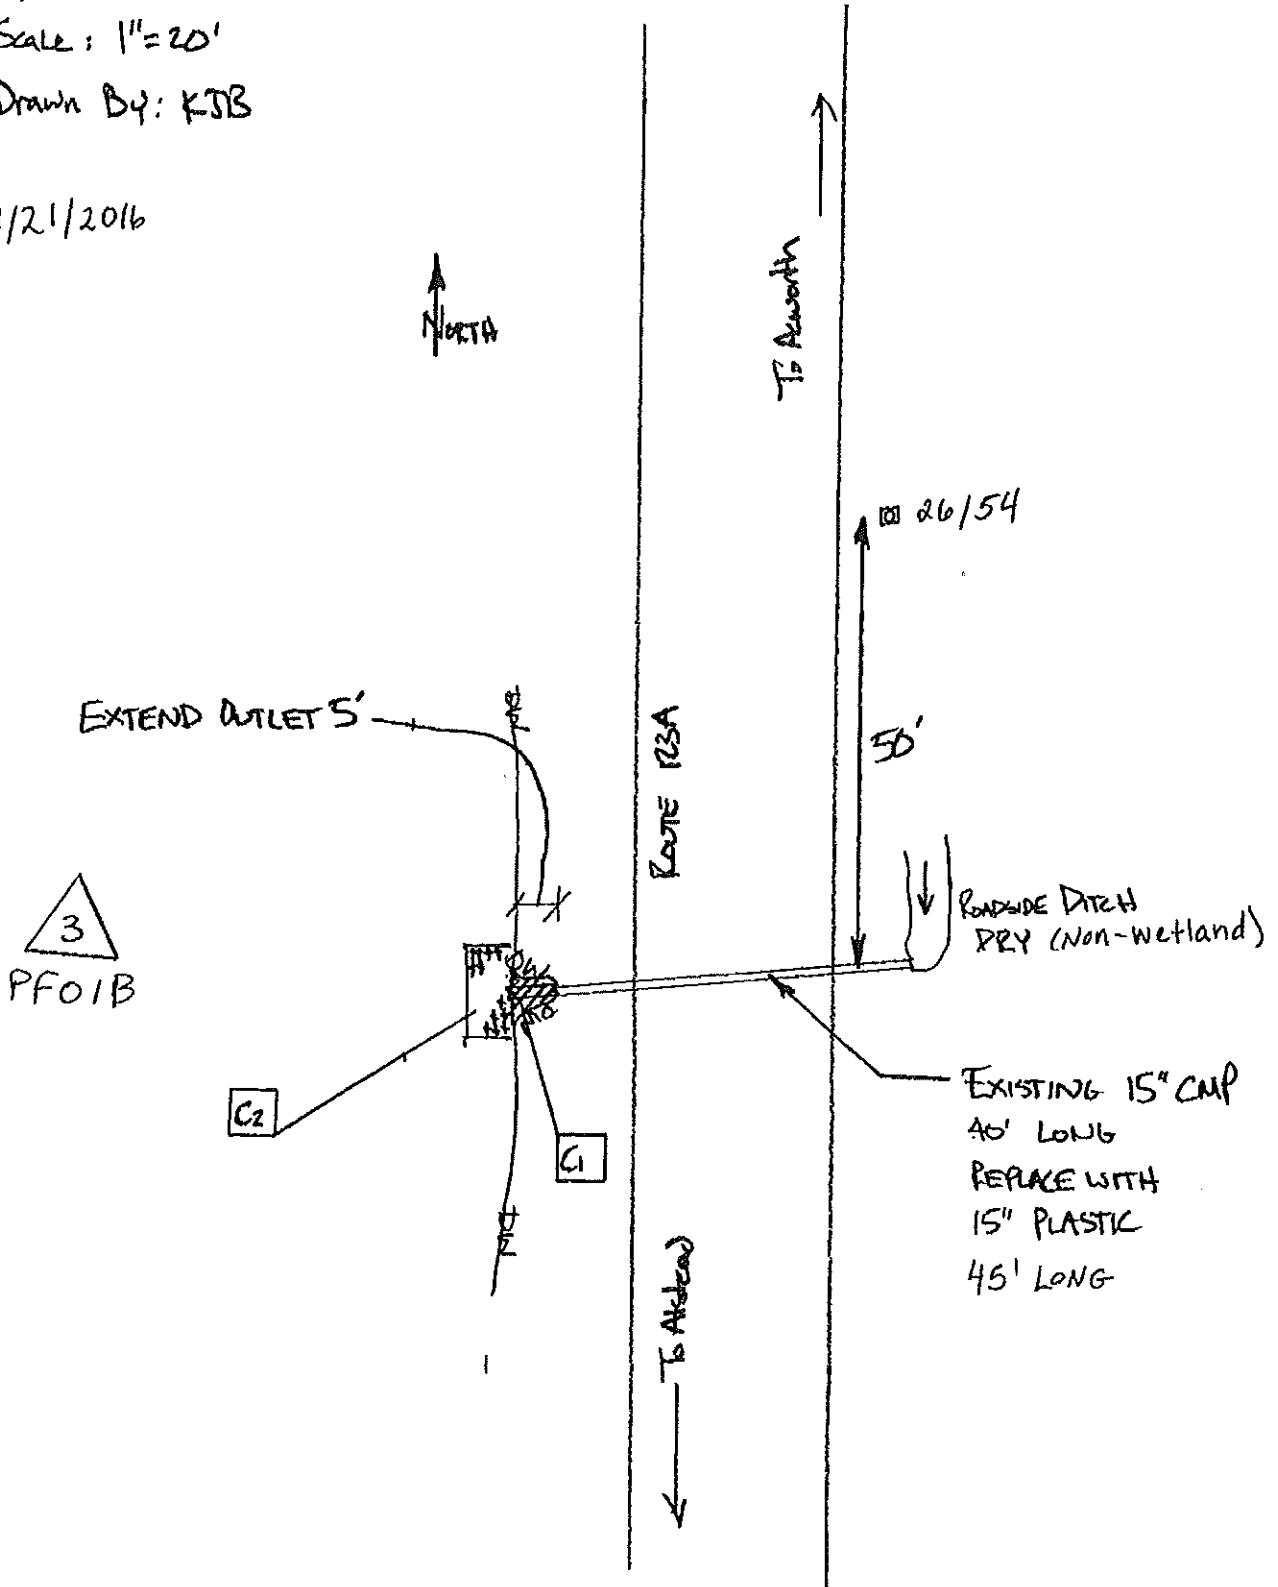 Scale: 1"=20'
Drawn By: KJB
/21/2016
NORTH
To Acworth
26/54
EXTEND OUTLET 5'
50'
ROUTE 123A
3
PFO1B
ROADSIDE DITCH
DRY (Non-wetland)
C2
C1
EXISTING 15" CMP
40' LONG
REPLACE WITH
15" PLASTIC
45' LONG
To Alstead